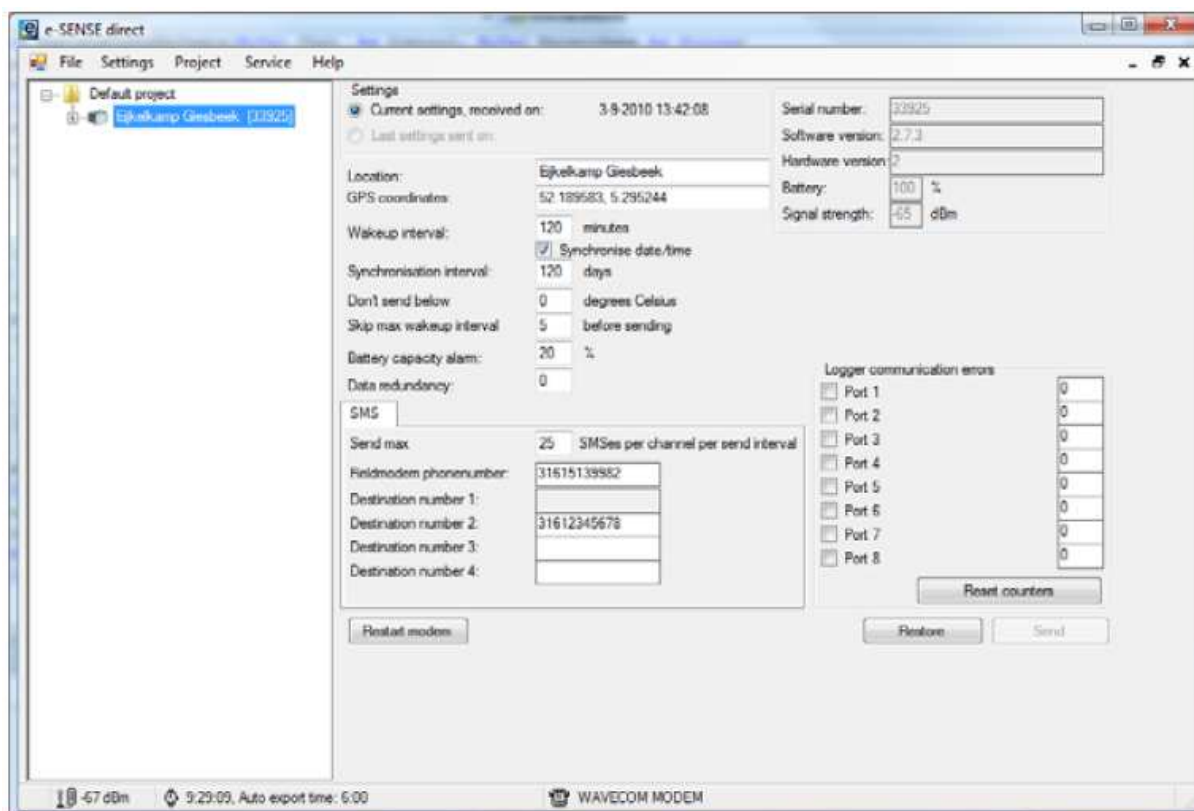 e-SENSE direct
File Settings Project Service Help
Default project
Eijkelkamp Giesbeek [33925]
Settings
Current settings, received on: 3-9-2010 13:42:08
Last settings sent on:
Serial number: 33925
Software version: 2.7.3
Hardware version 2
Battery: 100 %
Signal strength: -65 dBm
Location: Eijkelkamp Giesbeek
GPS coordinates: 52.189583, 5.295244
Wakeup interval: 120 minutes
Synchronise date/time
Synchronisation interval: 120 days
Don't send below 0 degrees Celsius
Skip max wakeup interval 5 before sending
Battery capacity alarm: 20 %
Data redundancy: 0
SMS
Send max 25 SMSes per channel per send interval
Fieldmodem phonenumber: 31615139982
Destination number 1:
Destination number 2: 31612345678
Destination number 3:
Destination number 4:
Logger communication errors
Port 1 0
Port 2 0
Port 3 0
Port 4 0
Port 5 0
Port 6 0
Port 7 0
Port 8 0
Reset counters
Restart modem Restore Send
-67 dBm 9:29:09, Auto export time: 6:00 WAVECOM MODEM